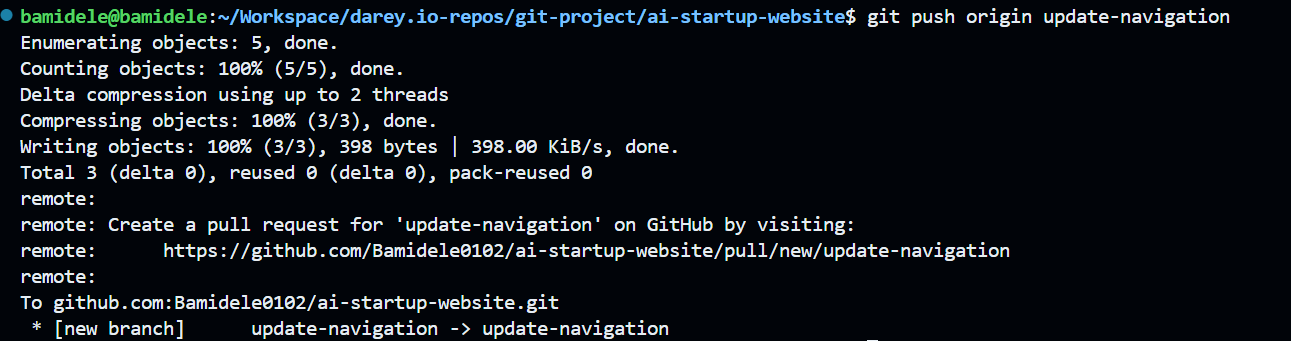 bamidele@bamidele:~/Workspace/darey.io-repos/git-project/ai-startup-website$ git push origin update-navigation
Enumerating objects: 5, done.
Counting objects: 100% (5/5), done.
Delta compression using up to 2 threads
Compressing objects: 100% (3/3), done.
Writing objects: 100% (3/3), 398 bytes | 398.00 KiB/s, done.
Total 3 (delta 0), reused 0 (delta 0), pack-reused 0
remote:
remote: Create a pull request for 'update-navigation' on GitHub by visiting:
remote:      https://github.com/Bamidele0102/ai-startup-website/pull/new/update-navigation
remote:
To github.com:Bamidele0102/ai-startup-website.git
 * [new branch]      update-navigation -> update-navigation